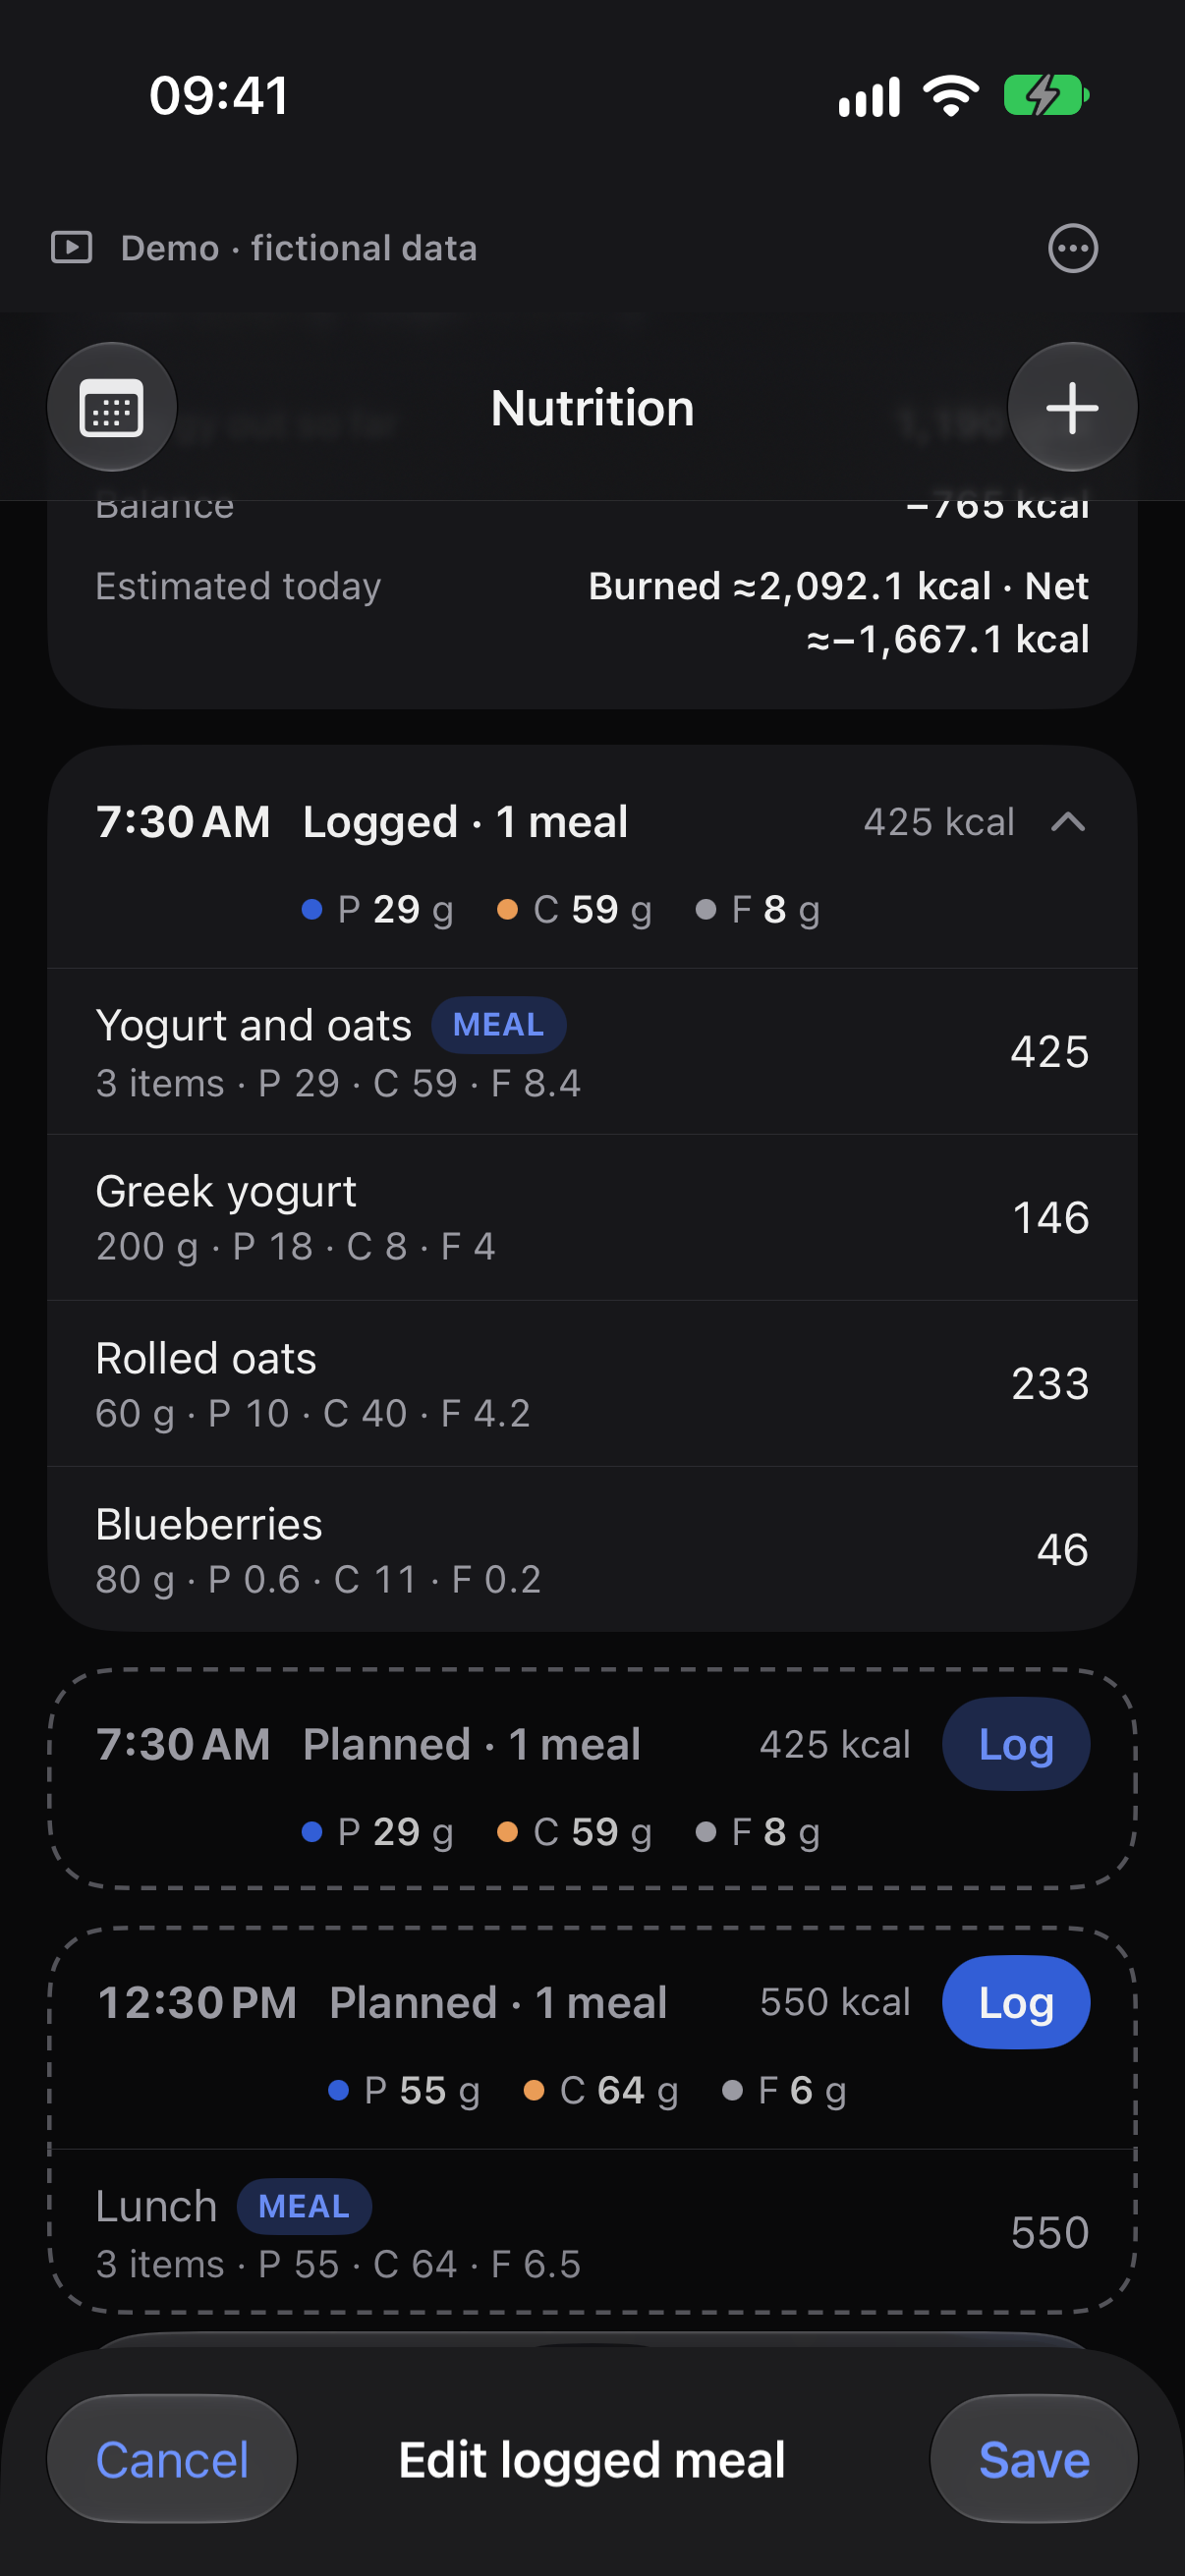 09:41
Demo · fictional data
Nutrition
Balance −765 kcal
Estimated today Burned ≈2,092.1 kcal · Net
≈−1,667.1 kcal
7:30 AM Logged · 1 meal 425 kcal
P 29 g C 59 g F 8 g
Yogurt and oats MEAL 425
3 items · P 29 · C 59 · F 8.4
Greek yogurt 146
200 g · P 18 · C 8 · F 4
Rolled oats 233
60 g · P 10 · C 40 · F 4.2
Blueberries 46
80 g · P 0.6 · C 11 · F 0.2
7:30 AM Planned · 1 meal 425 kcal Log
P 29 g C 59 g F 8 g
12:30 PM Planned · 1 meal 550 kcal Log
P 55 g C 64 g F 6 g
Lunch MEAL 550
3 items · P 55 · C 64 · F 6.5
Cancel Edit logged meal Save